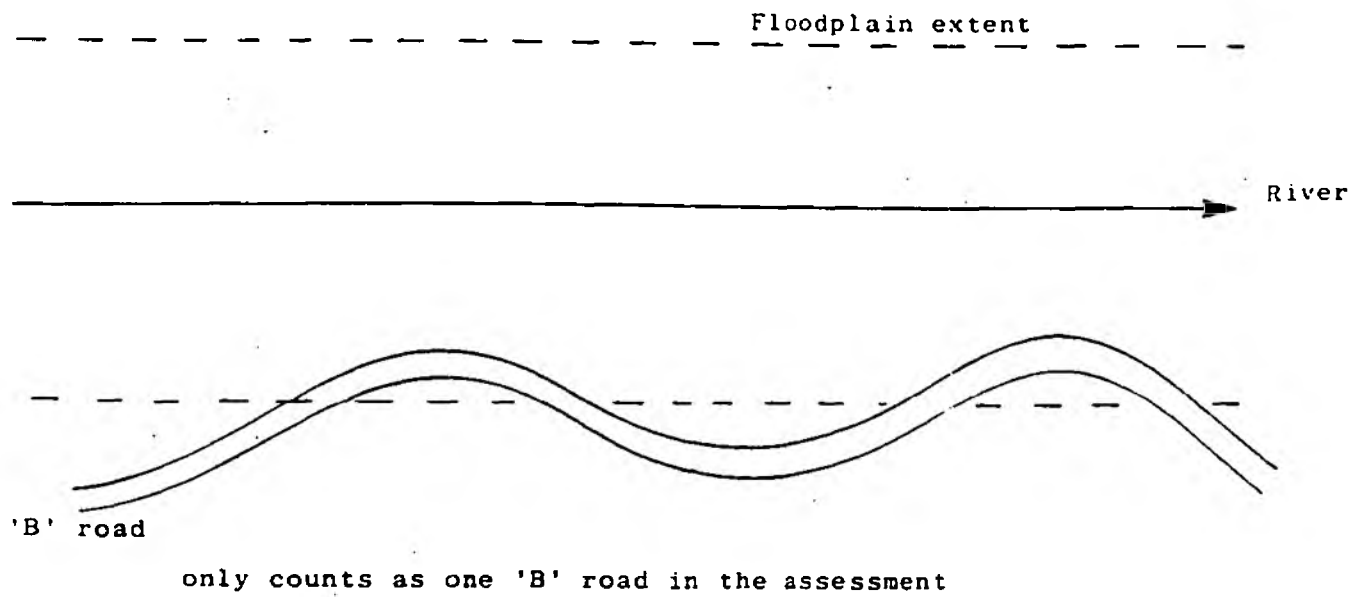 Floodplain extent
River
'B' road
only counts as one 'B' road in the assessment